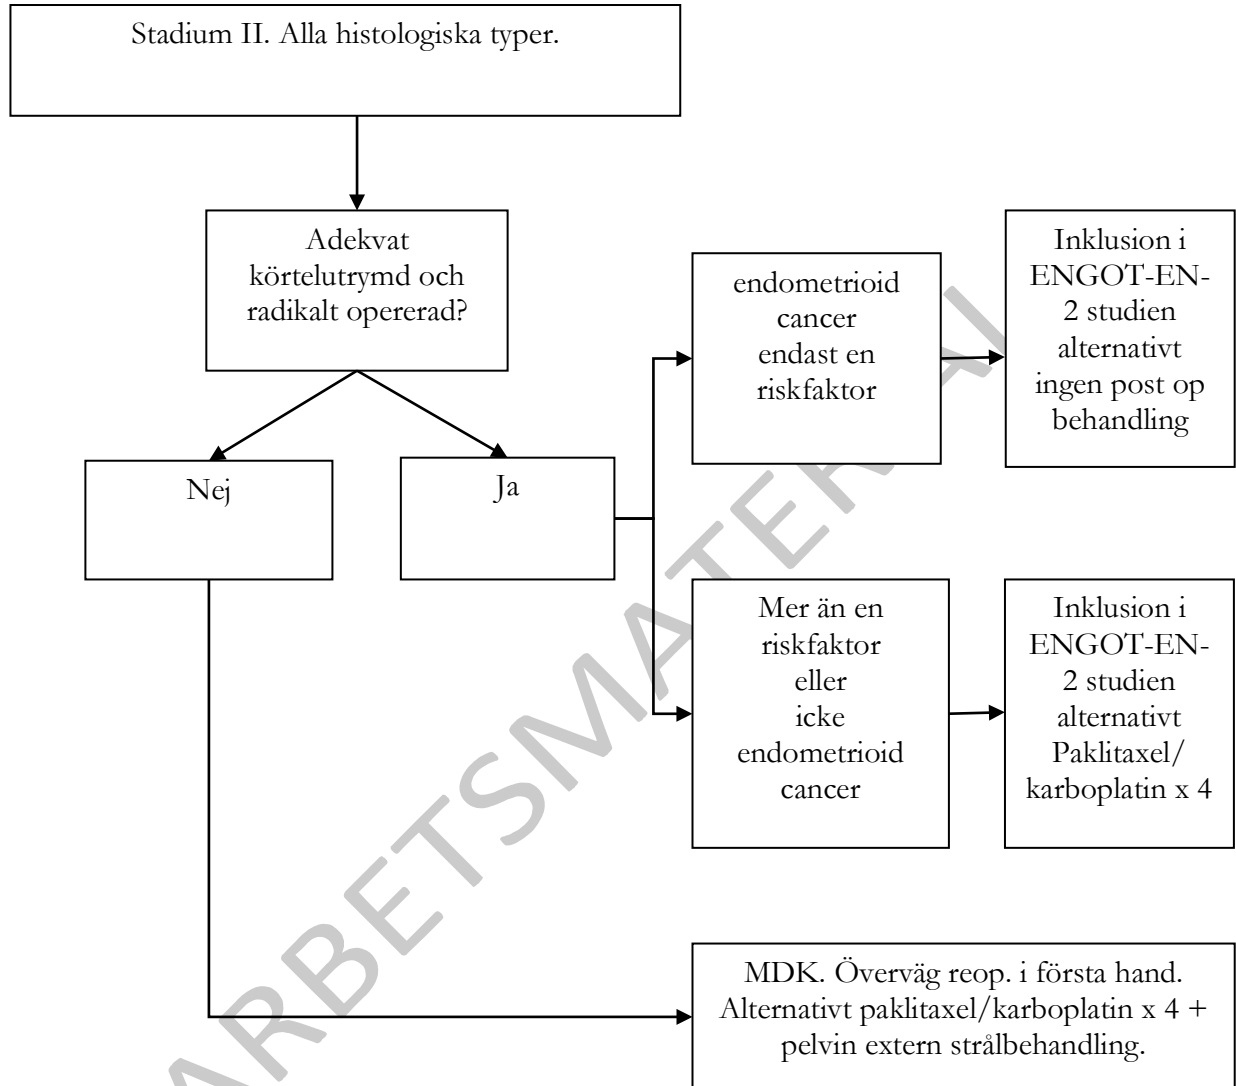 Stadium II. Alla histologiska typer.
Adekvat
körtelutrymd och
radikalt opererad?
Nej
Ja
endometrioid
cancer
endast en
riskfaktor
Inklusion i
ENGOT-EN-
2 studien
alternativt
ingen post op
behandling
Mer än en
riskfaktor
eller
icke
endometrioid
cancer
Inklusion i
ENGOT-EN-
2 studien
alternativt
Paklitaxel/
karboplatin x 4
MDK. Överväg reop. i första hand.
Alternativt paklitaxel/karboplatin x 4 +
pelvin extern strålbehandling.
ARBETSMATERIAL